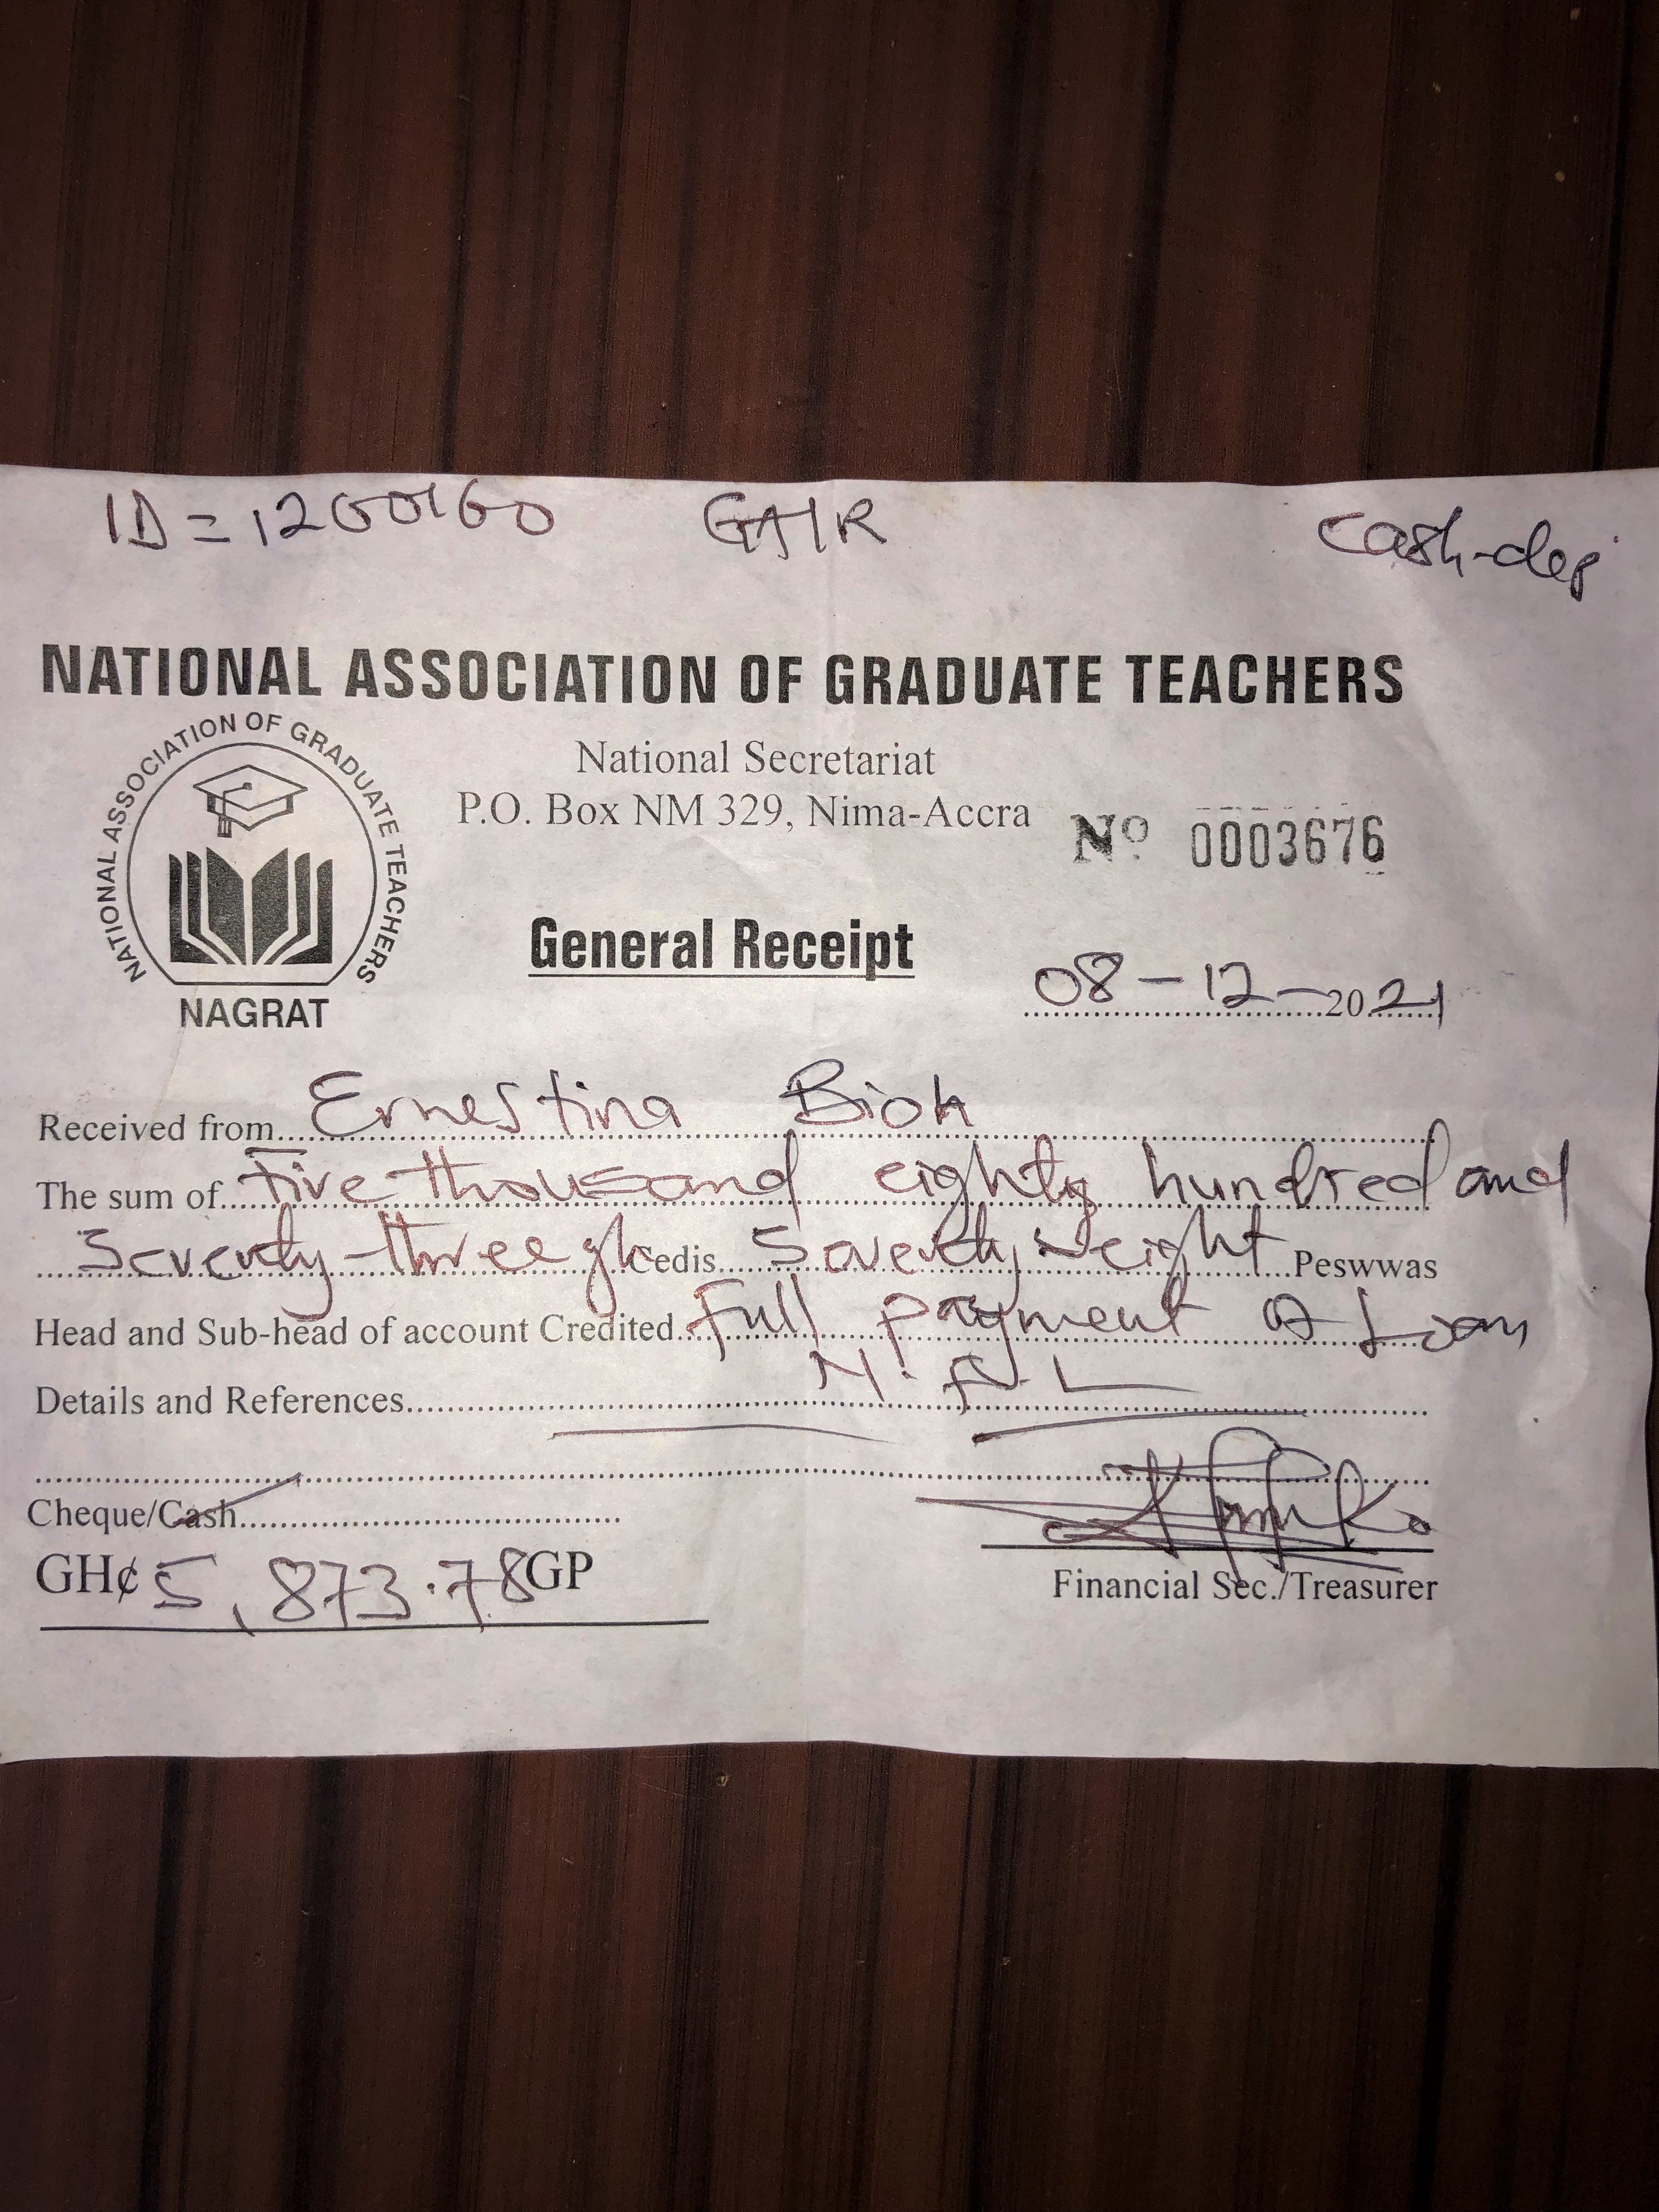 ID = 1200160 GAR Cash-dep
NATIONAL ASSOCIATION OF GRADUATE TEACHERS
NATIONAL ASSOCIATION OF GRADUATE TEACHERS
NAGRAT
National Secretariat
P.O. Box NM 329, Nima-Accra
Nº 0003676
General Receipt
08-12-2021
Received from Ernestina Bioh
The sum of Five thousand eighty hundred and
Seventy-three gh Cedis Seventy-eight Peswwas
Head and Sub-head of account Credited Full payment of Loan
Details and References N.A.L
Cheque/Cash
GH¢ 5,873.78 GP
Financial Sec./Treasurer